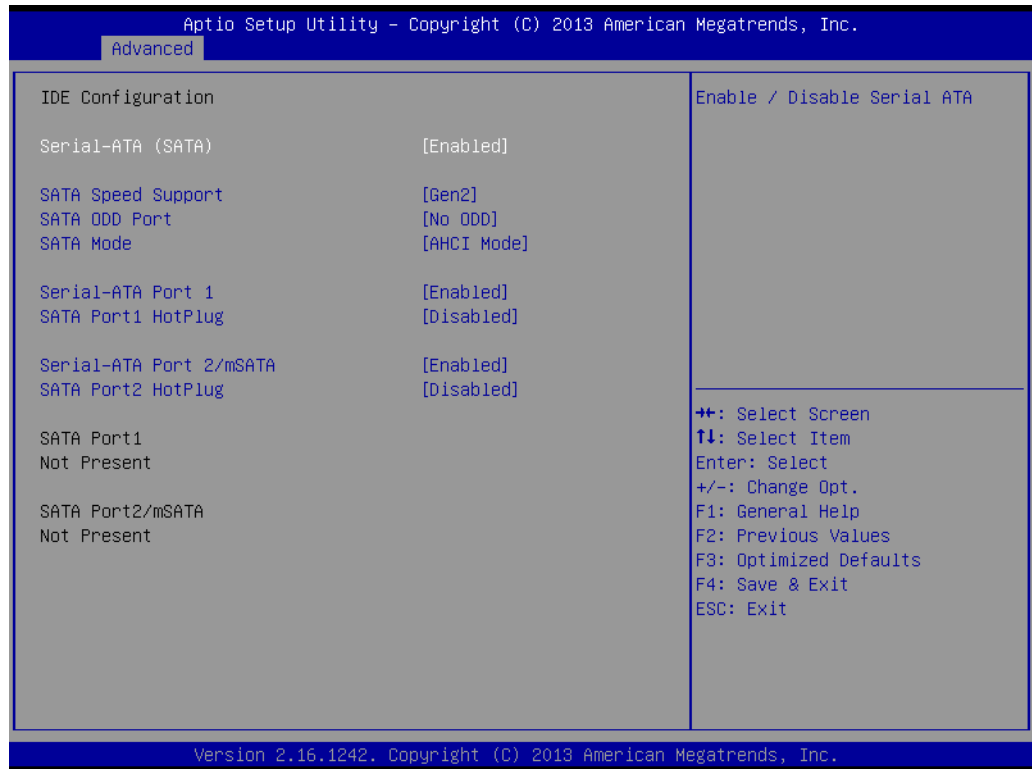 Aptio Setup Utility – Copyright (C) 2013 American Megatrends, Inc.
Advanced
IDE Configuration
Serial-ATA (SATA) [Enabled]
SATA Speed Support [Gen2]
SATA ODD Port [No ODD]
SATA Mode [AHCI Mode]
Serial-ATA Port 1 [Enabled]
SATA Port1 HotPlug [Disabled]
Serial-ATA Port 2/mSATA [Enabled]
SATA Port2 HotPlug [Disabled]
SATA Port1
Not Present
SATA Port2/mSATA
Not Present
Enable / Disable Serial ATA
→←: Select Screen
↑↓: Select Item
Enter: Select
+/-: Change Opt.
F1: General Help
F2: Previous Values
F3: Optimized Defaults
F4: Save & Exit
ESC: Exit
Version 2.16.1242. Copyright (C) 2013 American Megatrends, Inc.